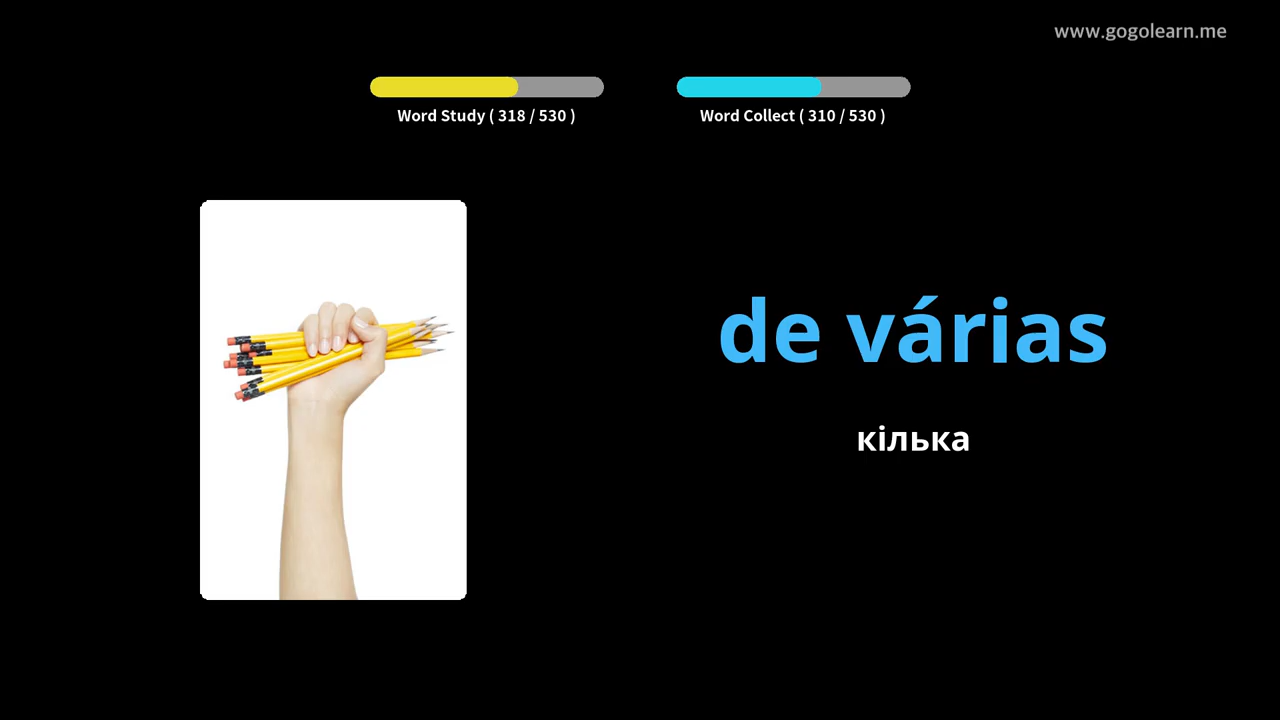 www.gogolearn.me
Word Study ( 318 / 530 )
Word Collect ( 310 / 530 )
de várias
кілька